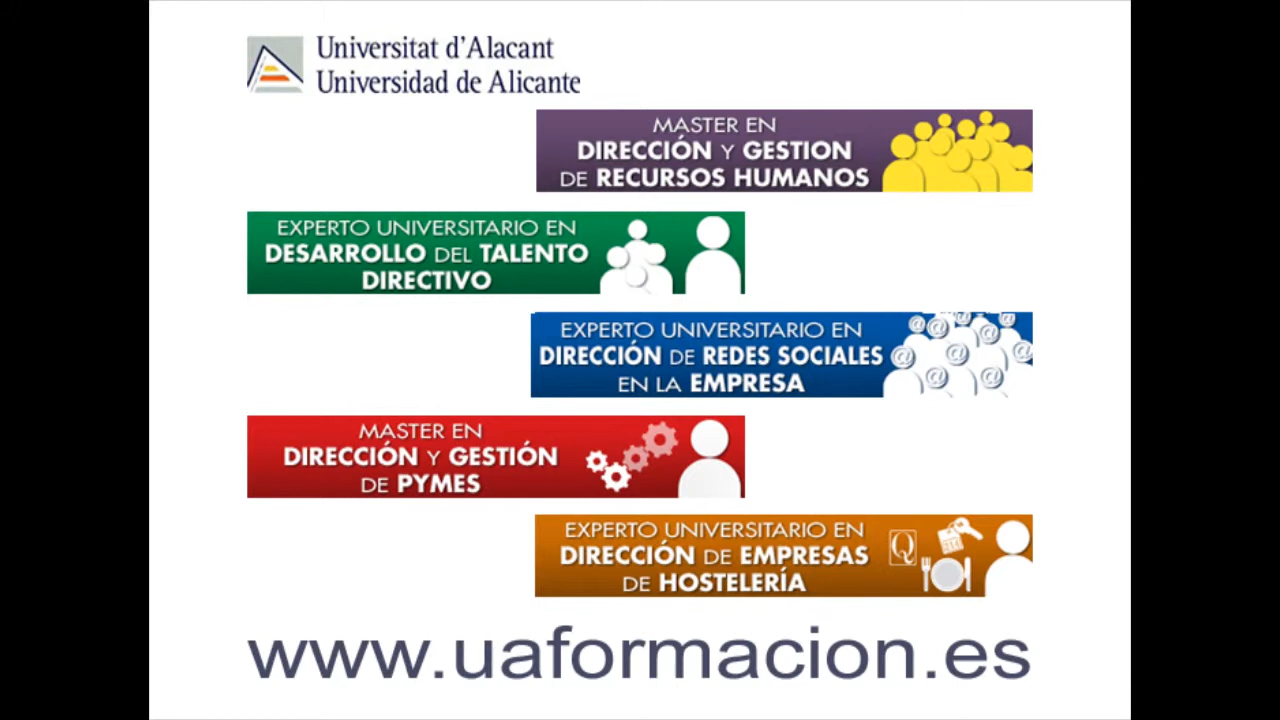 Universitat d'Alacant
Universidad de Alicante
MASTER EN
DIRECCIÓN Y GESTION
DE RECURSOS HUMANOS
EXPERTO UNIVERSITARIO EN
DESARROLLO DEL TALENTO
DIRECTIVO
EXPERTO UNIVERSITARIO EN
DIRECCIÓN DE REDES SOCIALES
EN LA EMPRESA
@ @ @ @ @ @ @ @ @
MASTER EN
DIRECCIÓN Y GESTIÓN
DE PYMES
EXPERTO UNIVERSITARIO EN
DIRECCIÓN DE EMPRESAS
DE HOSTELERÍA
Q
www.uaformacion.es